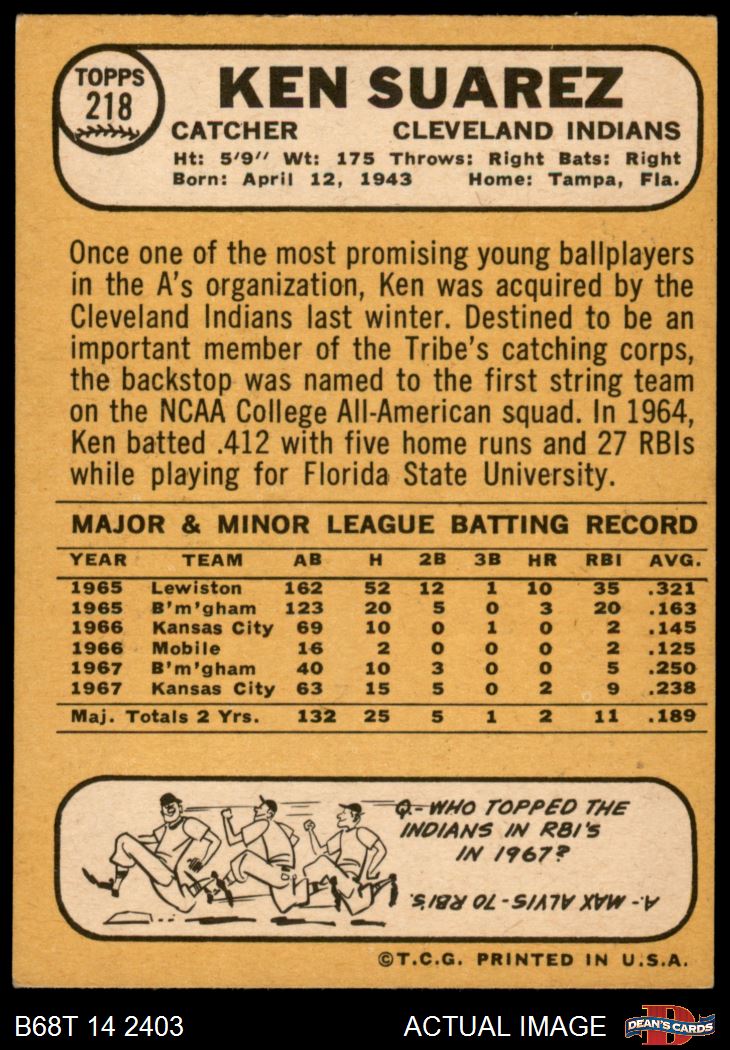 TOPPS
218
KEN SUAREZ
CATCHER CLEVELAND INDIANS
Ht: 5'9" Wt: 175 Throws: Right Bats: Right
Born: April 12, 1943 Home: Tampa, Fla.
Once one of the most promising young ballplayers
in the A's organization, Ken was acquired by the
Cleveland Indians last winter. Destined to be an
important member of the Tribe's catching corps,
the backstop was named to the first string team
on the NCAA College All-American squad. In 1964,
Ken batted .412 with five home runs and 27 RBIs
while playing for Florida State University.
MAJOR & MINOR LEAGUE BATTING RECORD
YEAR TEAM AB H 2B 3B HR RBI AVG.
1965 Lewiston 162 52 12 1 10 35 .321
1965 B'm'gham 123 20 5 0 3 20 .163
1966 Kansas City 69 10 0 1 0 2 .145
1966 Mobile 16 2 0 0 0 2 .125
1967 B'm'gham 40 10 3 0 0 5 .250
1967 Kansas City 63 15 5 0 2 9 .238
Maj. Totals 2 Yrs. 132 25 5 1 2 11 .189
Q-WHO TOPPED THE
INDIANS IN RBI'S
IN 1967?
A- MAX ALVIS-70 RBI'S.
©T.C.G. PRINTED IN U.S.A.
B68T 14 2403 ACTUAL IMAGE
D
DEAN'S CARDS